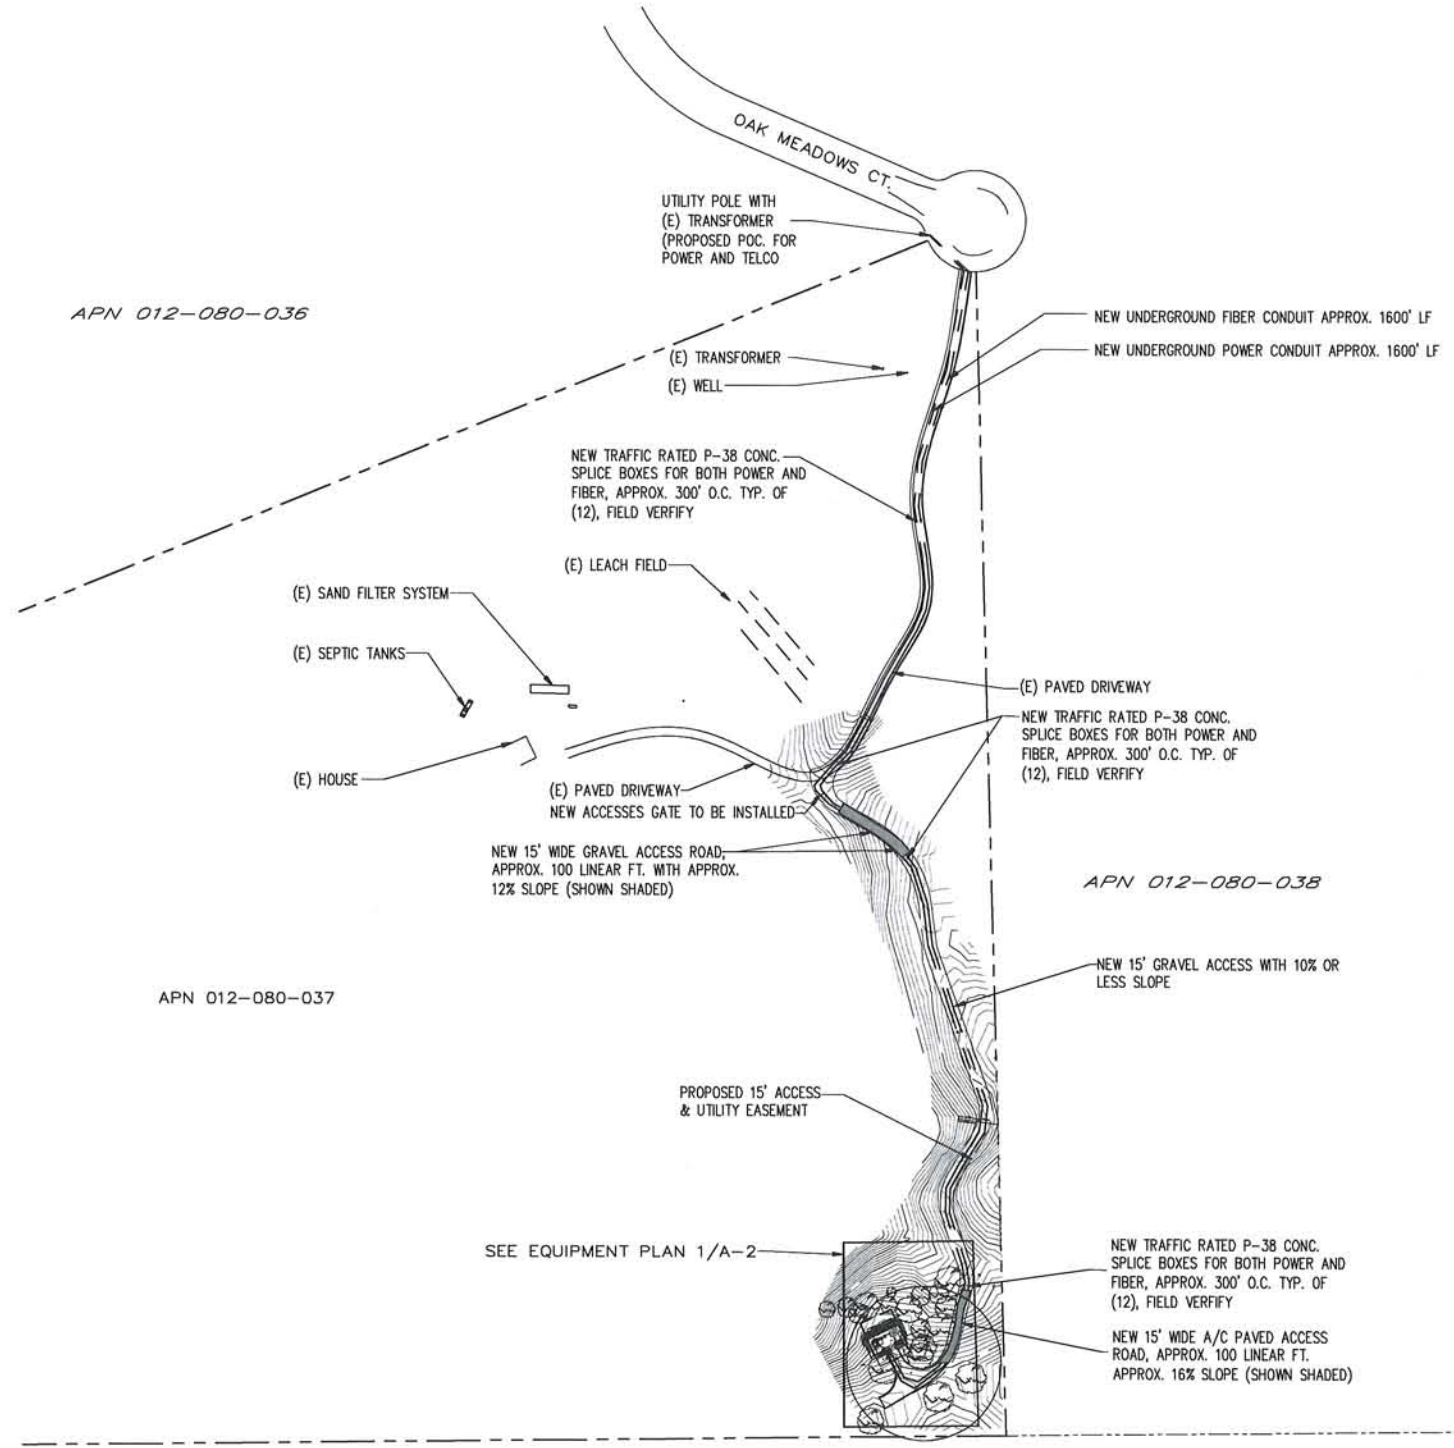 OAK MEADOWS CT.
UTILITY POLE WITH
(E) TRANSFORMER
(PROPOSED POC. FOR
POWER AND TELCO
APN 012-080-036
NEW UNDERGROUND FIBER CONDUIT APPROX. 1600' LF
NEW UNDERGROUND POWER CONDUIT APPROX. 1600' LF
(E) TRANSFORMER
(E) WELL
NEW TRAFFIC RATED P-38 CONC.
SPLICE BOXES FOR BOTH POWER AND
FIBER, APPROX. 300' O.C. TYP. OF
(12), FIELD VERFIFY
(E) LEACH FIELD
(E) SAND FILTER SYSTEM
(E) SEPTIC TANKS
(E) PAVED DRIVEWAY
NEW TRAFFIC RATED P-38 CONC.
SPLICE BOXES FOR BOTH POWER AND
FIBER, APPROX. 300' O.C. TYP. OF
(12), FIELD VERFIFY
(E) HOUSE
(E) PAVED DRIVEWAY
NEW ACCESSES GATE TO BE INSTALLED
NEW 15' WIDE GRAVEL ACCESS ROAD,
APPROX. 100 LINEAR FT. WITH APPROX.
12% SLOPE (SHOWN SHADED)
APN 012-080-038
NEW 15' GRAVEL ACCESS WITH 10% OR
LESS SLOPE
APN 012-080-037
PROPOSED 15' ACCESS
& UTILITY EASEMENT
SEE EQUIPMENT PLAN 1/A-2
NEW TRAFFIC RATED P-38 CONC.
SPLICE BOXES FOR BOTH POWER AND
FIBER, APPROX. 300' O.C. TYP. OF
(12), FIELD VERFIFY
NEW 15' WIDE A/C PAVED ACCESS
ROAD, APPROX. 100 LINEAR FT.
APPROX. 16% SLOPE (SHOWN SHADED)